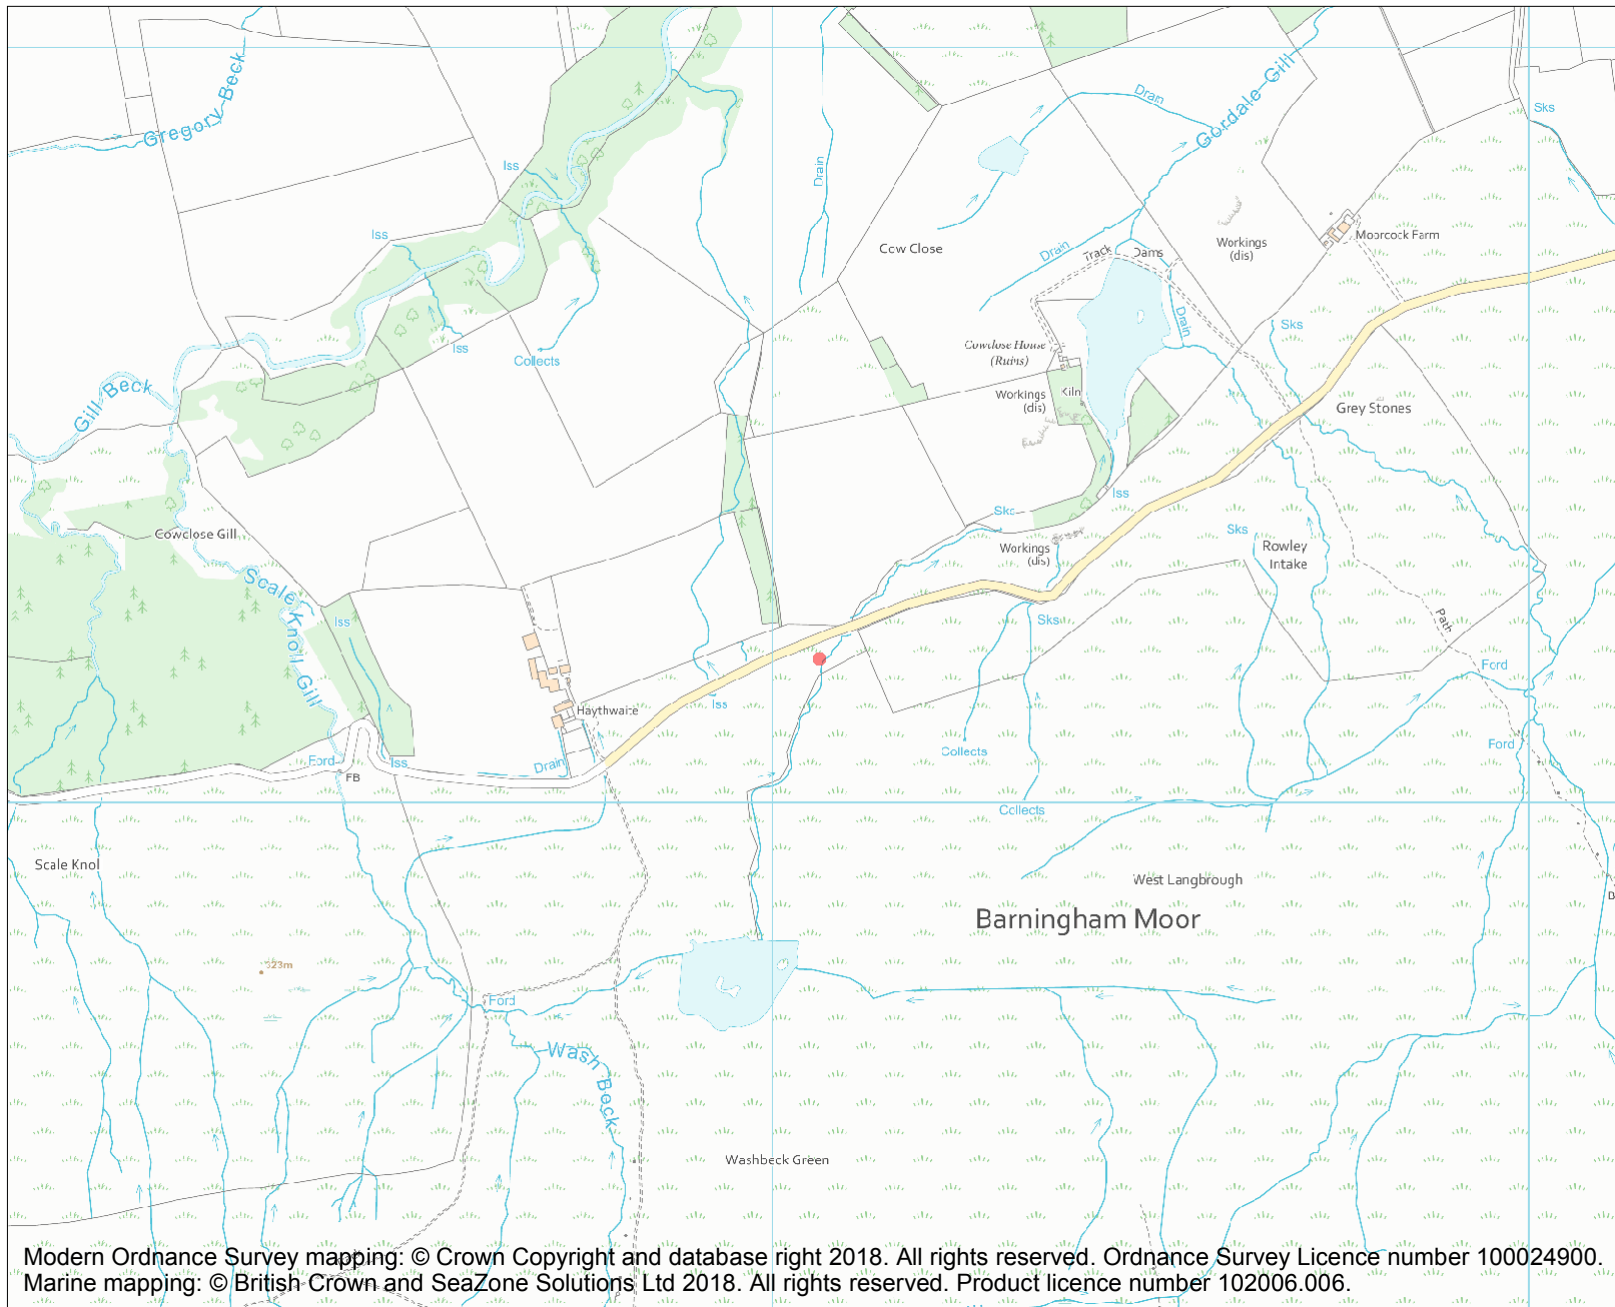 Gregory Beck
Iss
Drain
Drain
Gordale Gill
Sks
Iss
Cow Close
Drain
Track
Dams
Workings
(dis)
Moorcock Farm
Drain
Sks
Iss
Collects
Cowclose House
(Ruins)
Workings
(dis)
Kiln
Grey Stones
Gill Beck
Iss
Sks
Sks
Workings
(dis)
Rowley
Intake
Cowclose Gill
Scale Knoll Gill
Iss
Sks
Path
Ford
Haythwaite
Iss
Collects
Ford
Ford
FB
Iss
Drain
Collects
Scale Knol
West Langbrough
Barningham Moor
B
323m
Ford
Wash Beck
Washbeck Green
Modern Ordnance Survey mapping: © Crown Copyright and database right 2018. All rights reserved. Ordnance Survey Licence number 100024900.
Marine mapping: © British Crown and SeaZone Solutions Ltd 2018. All rights reserved. Product licence number 102006.006.